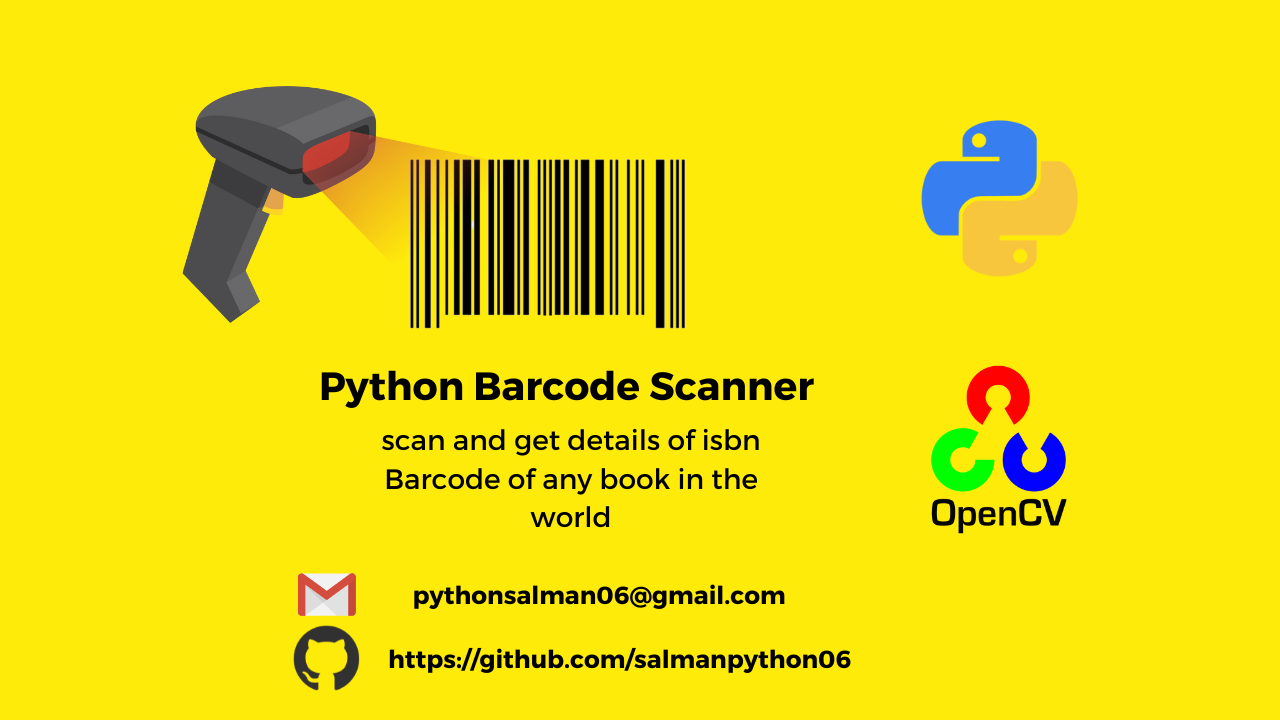 Python Barcode Scanner
scan and get details of isbn
Barcode of any book in the
world
OpenCV
pythonsalman06@gmail.com
https://github.com/salmanpython06